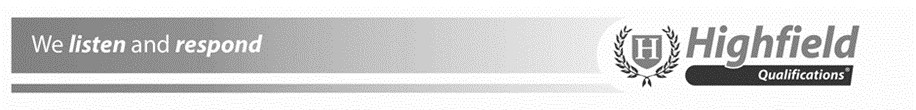 We listen and respond
H
Highfield
Qualifications®